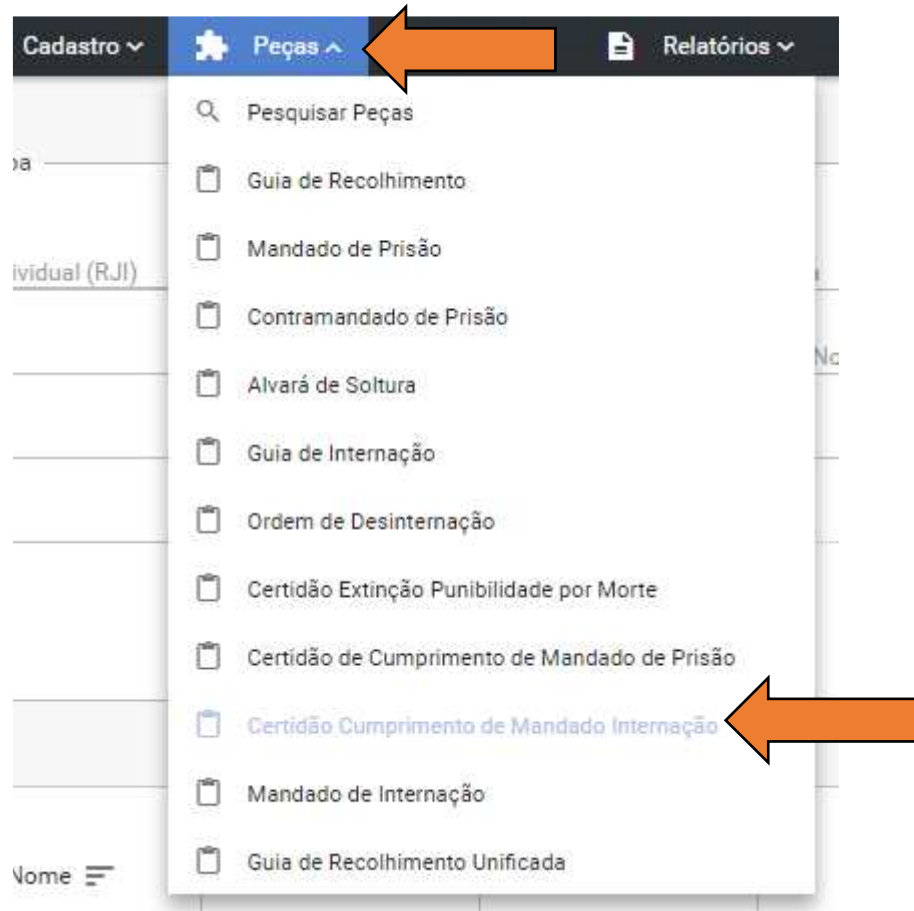 Cadastro Peças Relatórios
Pesquisar Peças
Guia de Recolhimento
ividual (RJI)
Mandado de Prisão
Contramandado de Prisão
Alvará de Soltura
Guia de Internação
Ordem de Desinternação
Certidão Extinção Punibilidade por Morte
Certidão de Cumprimento de Mandado de Prisão
Certidão Cumprimento de Mandado Internação
Mandado de Internação
Nome
Guia de Recolhimento Unificada